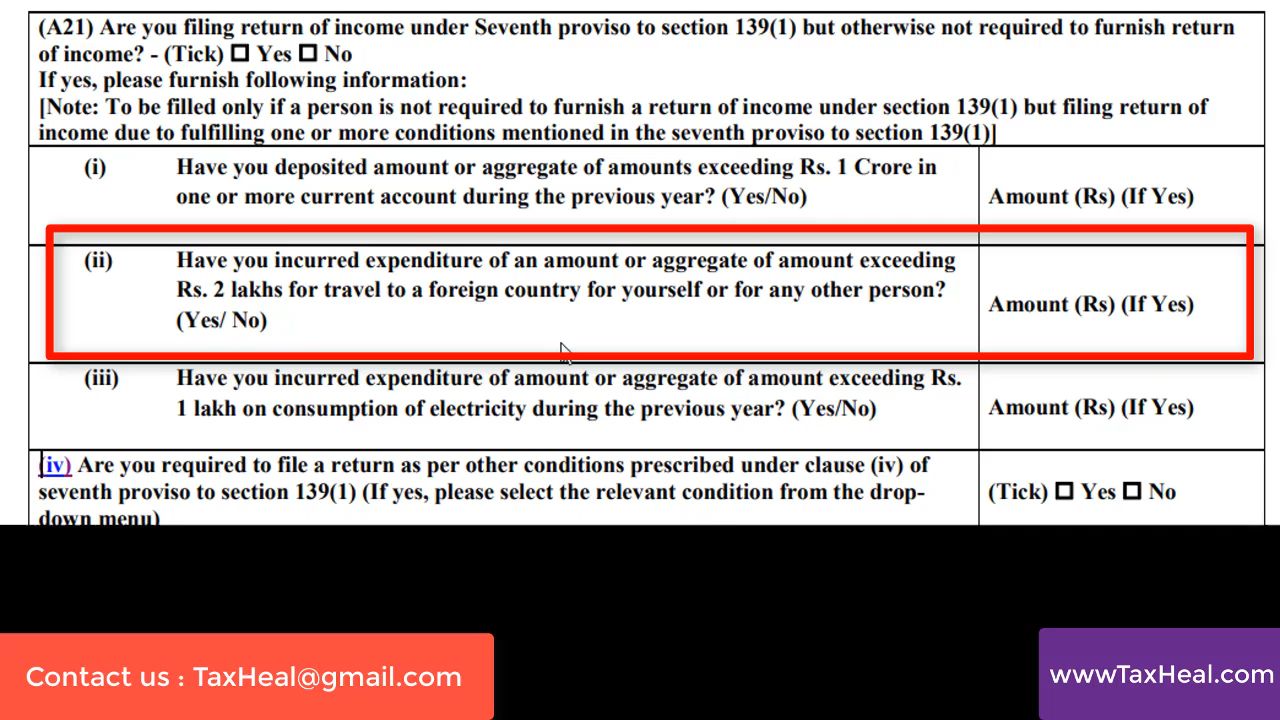 (A21) Are you filing return of income under Seventh proviso to section 139(1) but otherwise not required to furnish return
of income? - (Tick) ☐ Yes ☐ No
If yes, please furnish following information:
[Note: To be filled only if a person is not required to furnish a return of income under section 139(1) but filing return of
income due to fulfilling one or more conditions mentioned in the seventh proviso to section 139(1)]
(i) Have you deposited amount or aggregate of amounts exceeding Rs. 1 Crore in
one or more current account during the previous year? (Yes/No)
Amount (Rs) (If Yes)
(ii) Have you incurred expenditure of an amount or aggregate of amount exceeding
Rs. 2 lakhs for travel to a foreign country for yourself or for any other person?
(Yes/ No)
Amount (Rs) (If Yes)
(iii) Have you incurred expenditure of amount or aggregate of amount exceeding Rs.
1 lakh on consumption of electricity during the previous year? (Yes/No)
Amount (Rs) (If Yes)
(iv) Are you required to file a return as per other conditions prescribed under clause (iv) of
seventh proviso to section 139(1) (If yes, please select the relevant condition from the drop-
down menu)
(Tick) ☐ Yes ☐ No
Contact us : TaxHeal@gmail.com
wwwTaxHeal.com